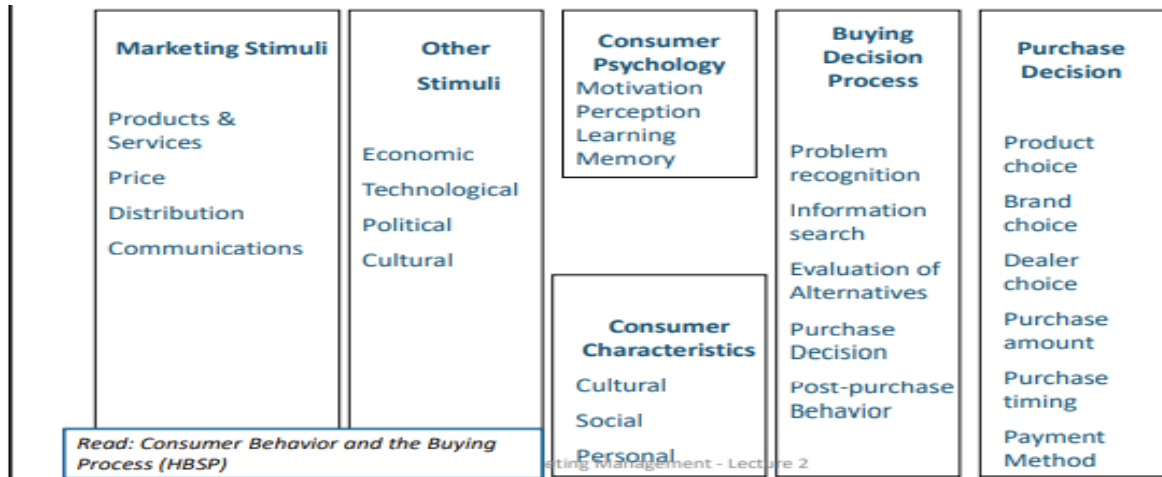 Marketing Stimuli
Products &
Services
Price
Distribution
Communications
Other
Stimuli
Economic
Technological
Political
Cultural
Consumer
Psychology
Motivation
Perception
Learning
Memory
Consumer
Characteristics
Cultural
Social
Personal
Buying
Decision
Process
Problem
recognition
Information
search
Evaluation of
Alternatives
Purchase
Decision
Post-purchase
Behavior
Purchase
Decision
Product
choice
Brand
choice
Dealer
choice
Purchase
amount
Purchase
timing
Payment
Method
Read: Consumer Behavior and the Buying
Process (HBSP)
eting Management - Lecture 2